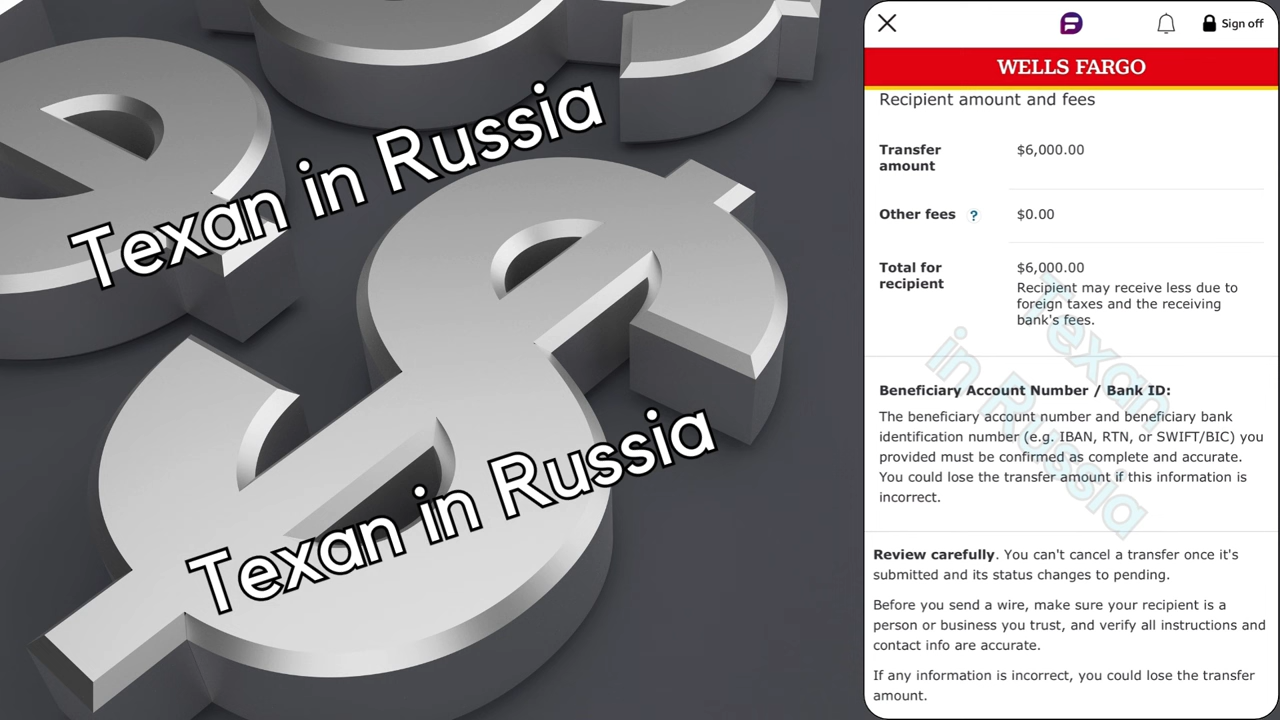 Texan in Russia
Texan in Russia
Sign off
WELLS FARGO
Recipient amount and fees
Transfer
amount
$6,000.00
Other fees ?
$0.00
Total for
recipient
$6,000.00
Recipient may receive less due to
foreign taxes and the receiving
bank's fees.
Texan
in Russia
Beneficiary Account Number / Bank ID:
The beneficiary account number and beneficiary bank
identification number (e.g. IBAN, RTN, or SWIFT/BIC) you
provided must be confirmed as complete and accurate.
You could lose the transfer amount if this information is
incorrect.
Review carefully. You can't cancel a transfer once it's
submitted and its status changes to pending.
Before you send a wire, make sure your recipient is a
person or business you trust, and verify all instructions and
contact info are accurate.
If any information is incorrect, you could lose the transfer
amount.